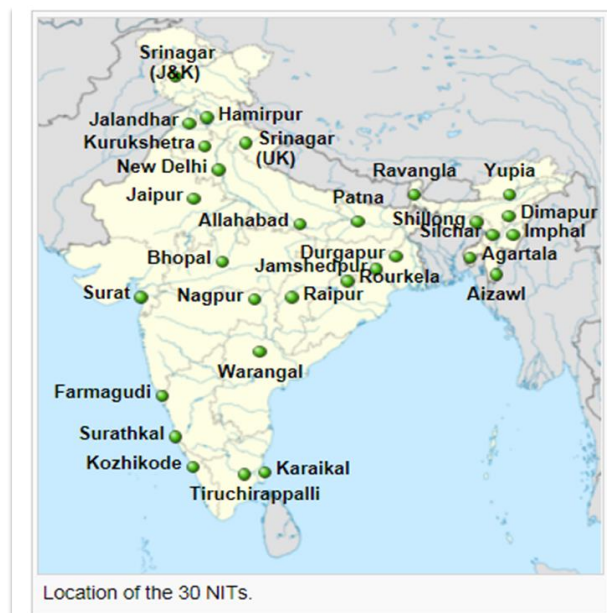 Srinagar
(J&K)
Jalandhar
Hamirpur
Kurukshetra
Srinagar
(UK)
New Delhi
Ravangla
Yupia
Jaipur
Patna
Allahabad
Shillong
Dimapur
Silchar
Imphal
Bhopal
Durgapur
Agartala
Jamshedpur
Rourkela
Surat
Nagpur
Raipur
Aizawl
Warangal
Farmagudi
Surathkal
Kozhikode
Karaikal
Tiruchirappalli
Location of the 30 NITs.